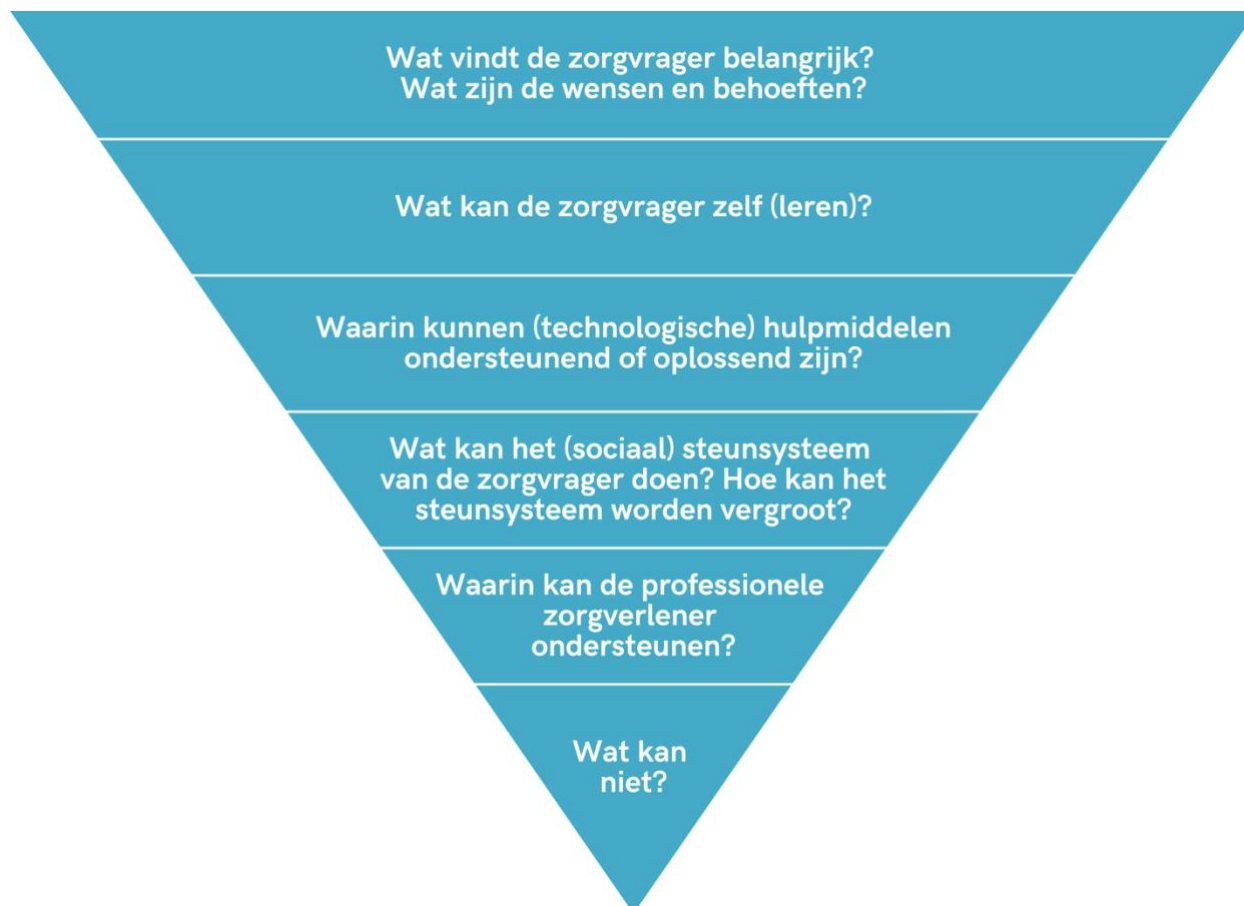 Wat vindt de zorgvrager belangrijk?
Wat zijn de wensen en behoeften?
Wat kan de zorgvrager zelf (leren)?
Waarin kunnen (technologische) hulpmiddelen
ondersteunend of oplossend zijn?
Wat kan het (sociaal) steunsysteem
van de zorgvrager doen? Hoe kan het
steunsysteem worden vergroot?
Waarin kan de professionele
zorgverlener
ondersteunen?
Wat kan
niet?